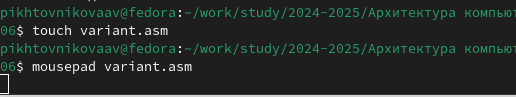 pikhtovnikovaav@fedora:~/work/study/2024-2025/Архитектура компьют
06$ touch variant.asm
pikhtovnikovaav@fedora:~/work/study/2024-2025/Архитектура компьют
06$ mousepad variant.asm